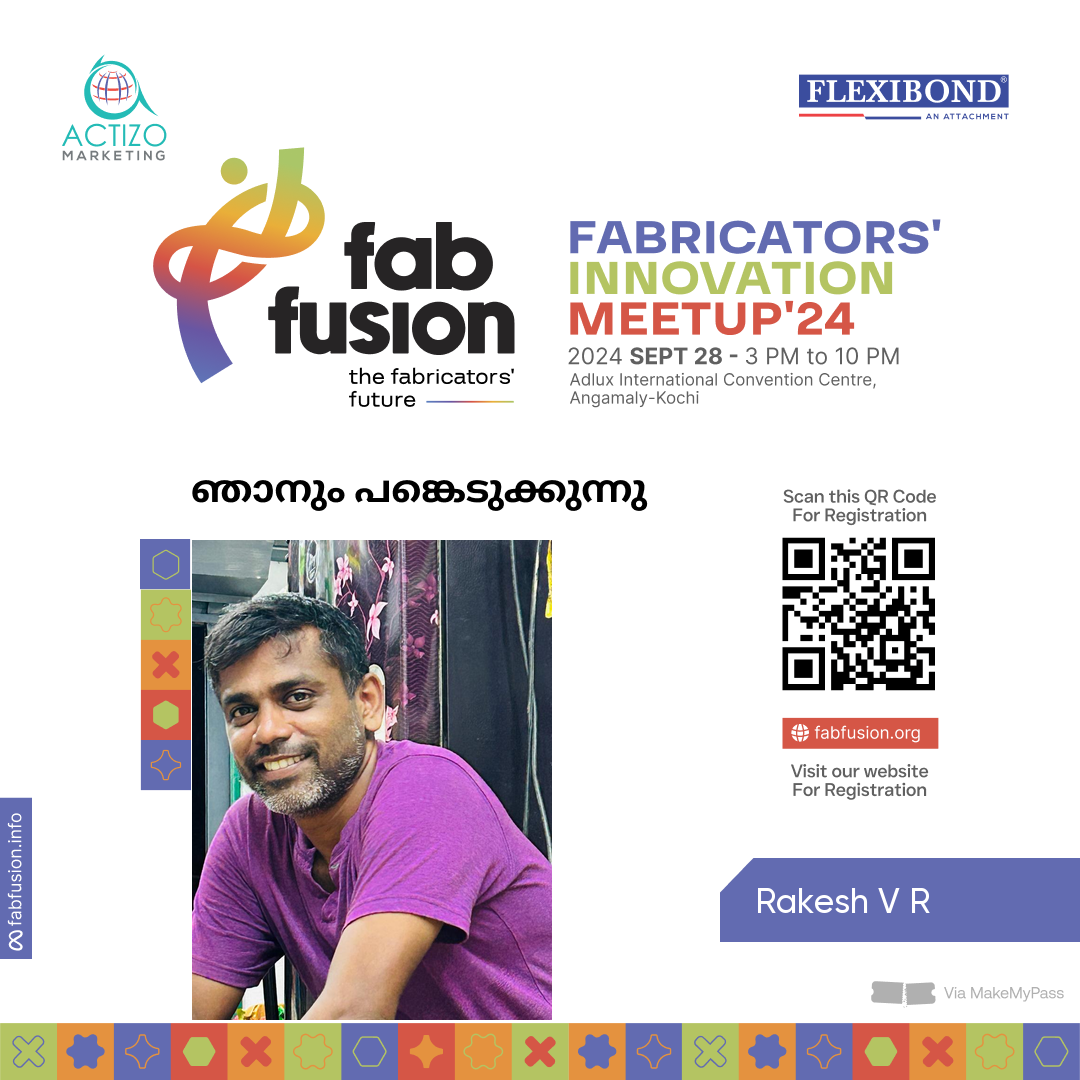 ACTIZO
MARKETING
FLEXIBOND®
AN ATTACHMENT
fab
fusion
the fabricators'
future
FABRICATORS'
INNOVATION
MEETUP'24
2024 SEPT 28 - 3 PM to 10 PM
Adlux International Convention Centre,
Angamaly-Kochi
ഞാനും പങ്കെടുക്കുന്നു
Scan this QR Code
For Registration
fabfusion.org
Visit our website
For Registration
fabfusion.info
Rakesh V R
Via MakeMyPass